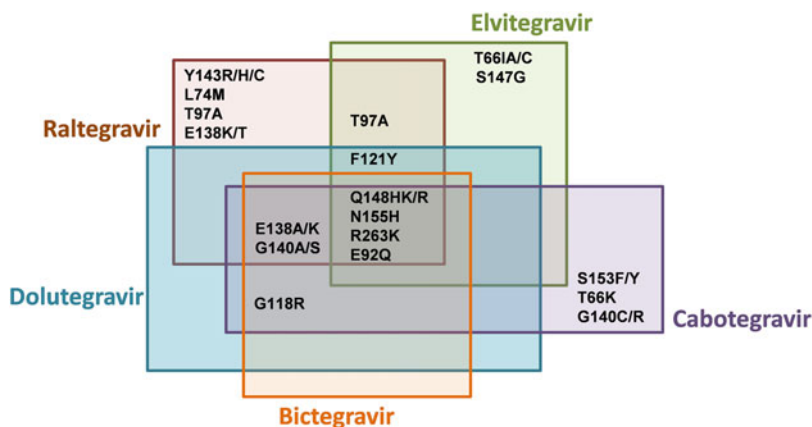 Elvitegravir
T66IA/C
S147G
Y143R/H/C
L74M
T97A
E138K/T
Raltegravir
T97A
F121Y
Q148HK/R
N155H
R263K
E92Q
E138A/K
G140A/S
Dolutegravir
G118R
S153F/Y
T66K
G140C/R
Cabotegravir
Bictegravir